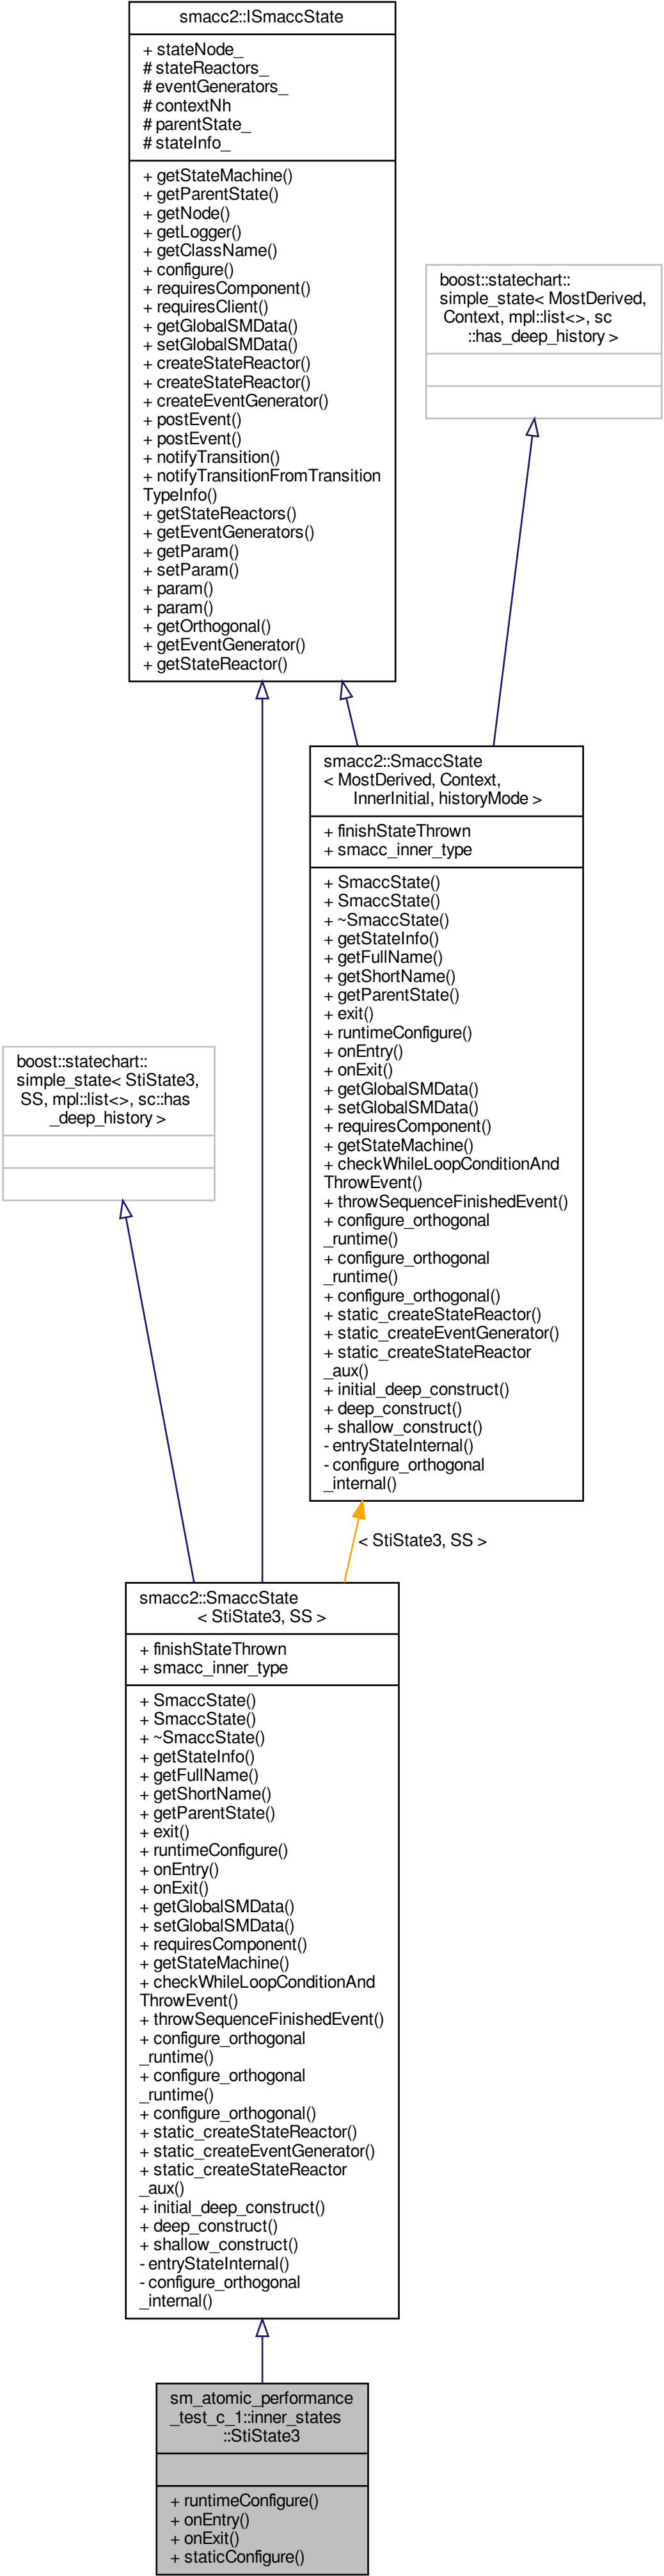 smacc2::ISmaccState
+ stateNode_
# stateReactors_
# eventGenerators_
# contextNh
# parentState_
# stateInfo_
+ getStateMachine()
+ getParentState()
+ getNode()
+ getLogger()
+ getClassName()
+ configure()
+ requiresComponent()
+ requiresClient()
+ getGlobalSMData()
+ setGlobalSMData()
+ createStateReactor()
+ createStateReactor()
+ createEventGenerator()
+ postEvent()
+ postEvent()
+ notifyTransition()
+ notifyTransitionFromTransition
TypeInfo()
+ getStateReactors()
+ getEventGenerators()
+ getParam()
+ setParam()
+ param()
+ param()
+ getOrthogonal()
+ getEventGenerator()
+ getStateReactor()
boost::statechart::
simple_state< MostDerived,
Context, mpl::list<>, sc
::has_deep_history >
smacc2::SmaccState
< MostDerived, Context,
InnerInitial, historyMode >
+ finishStateThrown
+ smacc_inner_type
+ SmaccState()
+ SmaccState()
+ ~SmaccState()
+ getStateInfo()
+ getFullName()
+ getShortName()
+ getParentState()
+ exit()
+ runtimeConfigure()
+ onEntry()
+ onExit()
+ getGlobalSMData()
+ setGlobalSMData()
+ requiresComponent()
+ getStateMachine()
+ checkWhileLoopConditionAnd
ThrowEvent()
+ throwSequenceFinishedEvent()
+ configure_orthogonal
_runtime()
+ configure_orthogonal
_runtime()
+ configure_orthogonal()
+ static_createStateReactor()
+ static_createEventGenerator()
+ static_createStateReactor
_aux()
+ initial_deep_construct()
+ deep_construct()
+ shallow_construct()
- entryStateInternal()
- configure_orthogonal
_internal()
boost::statechart::
simple_state< StiState3,
SS, mpl::list<>, sc::has
_deep_history >
< StiState3, SS >
smacc2::SmaccState
< StiState3, SS >
+ finishStateThrown
+ smacc_inner_type
+ SmaccState()
+ SmaccState()
+ ~SmaccState()
+ getStateInfo()
+ getFullName()
+ getShortName()
+ getParentState()
+ exit()
+ runtimeConfigure()
+ onEntry()
+ onExit()
+ getGlobalSMData()
+ setGlobalSMData()
+ requiresComponent()
+ getStateMachine()
+ checkWhileLoopConditionAnd
ThrowEvent()
+ throwSequenceFinishedEvent()
+ configure_orthogonal
_runtime()
+ configure_orthogonal
_runtime()
+ configure_orthogonal()
+ static_createStateReactor()
+ static_createEventGenerator()
+ static_createStateReactor
_aux()
+ initial_deep_construct()
+ deep_construct()
+ shallow_construct()
- entryStateInternal()
- configure_orthogonal
_internal()
sm_atomic_performance
_test_c_1::inner_states
::StiState3
+ runtimeConfigure()
+ onEntry()
+ onExit()
+ staticConfigure()